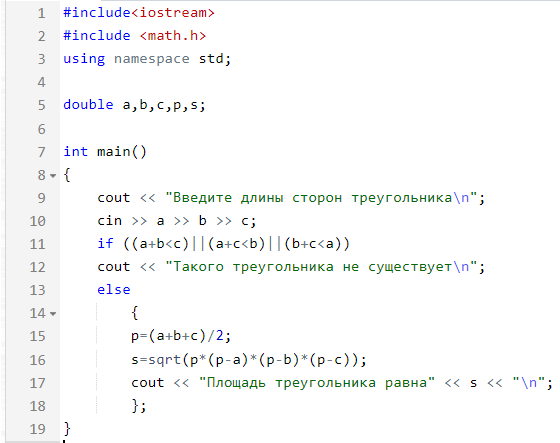 1 #include<iostream>
2 #include <math.h>
3 using namespace std;
4
5 double a,b,c,p,s;
6
7 int main()
8 {
9 cout << "Введите длины сторон треугольника\n";
10 cin >> a >> b >> c;
11 if ((a+b<c)||(a+c<b)||(b+c<a))
12 cout << "Такого треугольника не существует\n";
13 else
14 {
15 p=(a+b+c)/2;
16 s=sqrt(p*(p-a)*(p-b)*(p-c));
17 cout << "Площадь треугольника равна" << s << "\n";
18 };
19 }